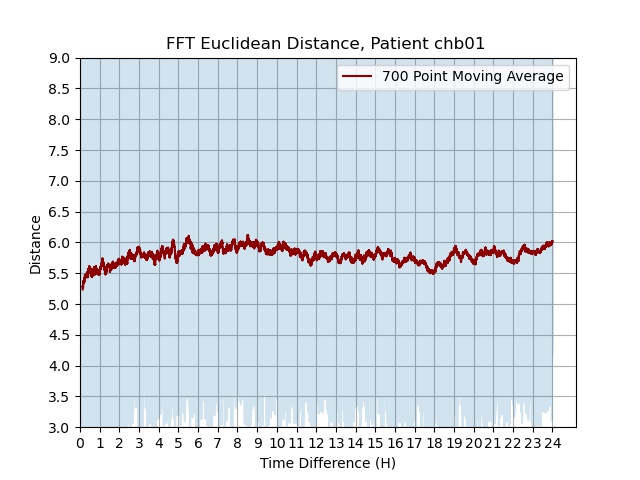 FFT Euclidean Distance, Patient chb01
700 Point Moving Average
9.0
8.5
8.0
7.5
7.0
6.5
6.0
5.5
5.0
4.5
4.0
3.5
3.0
Distance
0 1 2 3 4 5 6 7 8 9 10 11 12 13 14 15 16 17 18 19 20 21 22 23 24
Time Difference (H)